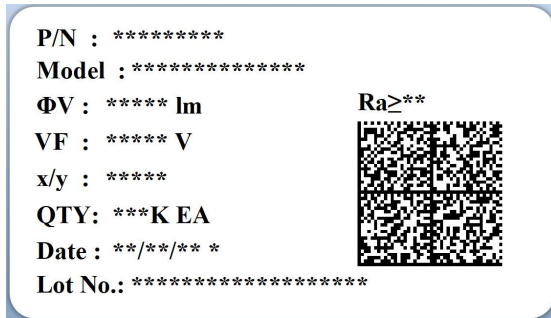 P/N : *********
Model : **************
ΦV : ***** lm
Ra≥**
VF : ***** V
x/y : *****
QTY: ***K EA
Date : **/**/** *
Lot No.: *******************